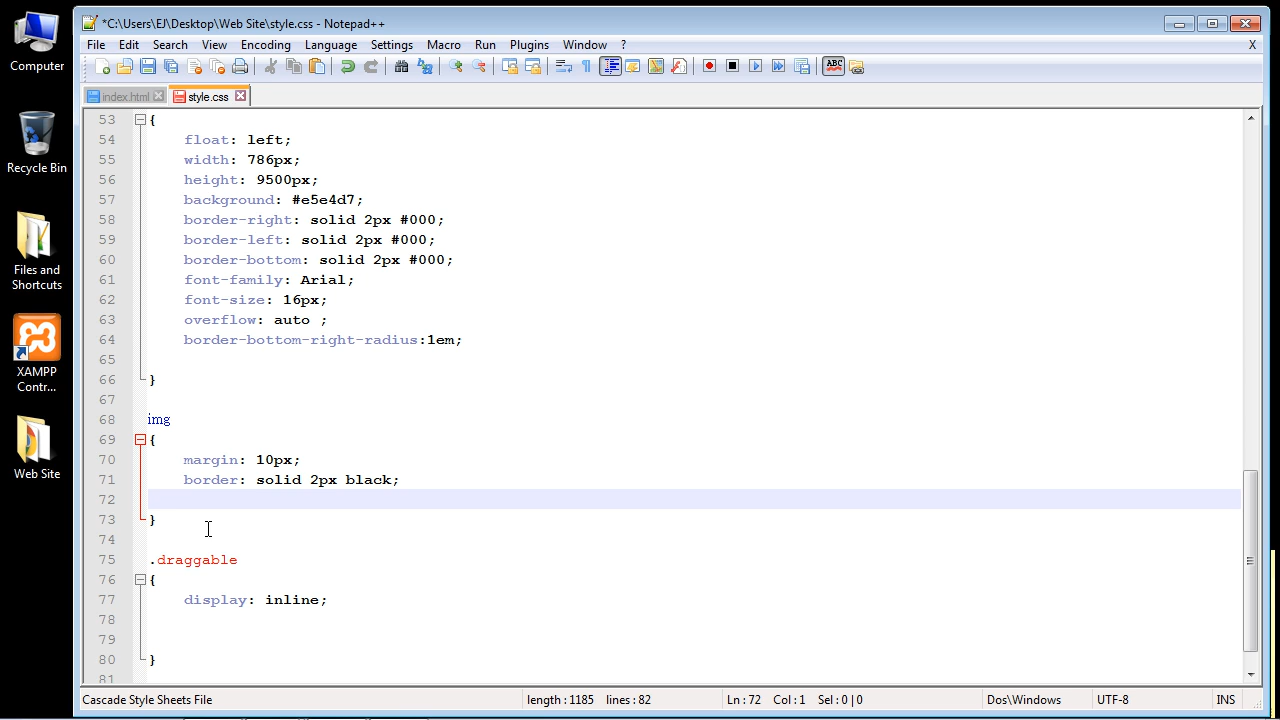 *C:\Users\EJ\Desktop\Web Site\style.css - Notepad++
File Edit Search View Encoding Language Settings Macro Run Plugins Window ? X
ABC
index.html style.css
Computer
Recycle Bin
Files and
Shortcuts
XAMPP
Contr...
Web Site
53 {
54 float: left;
55 width: 786px;
56 height: 9500px;
57 background: #e5e4d7;
58 border-right: solid 2px #000;
59 border-left: solid 2px #000;
60 border-bottom: solid 2px #000;
61 font-family: Arial;
62 font-size: 16px;
63 overflow: auto ;
64 border-bottom-right-radius:1em;
65
66 }
67
68 img
69 {
70 margin: 10px;
71 border: solid 2px black;
72
73 }
74
75 .draggable
76 {
77 display: inline;
78
79
80 }
81
Cascade Style Sheets File length : 1185 lines : 82 Ln : 72 Col : 1 Sel : 0 | 0 Dos\Windows UTF-8 INS